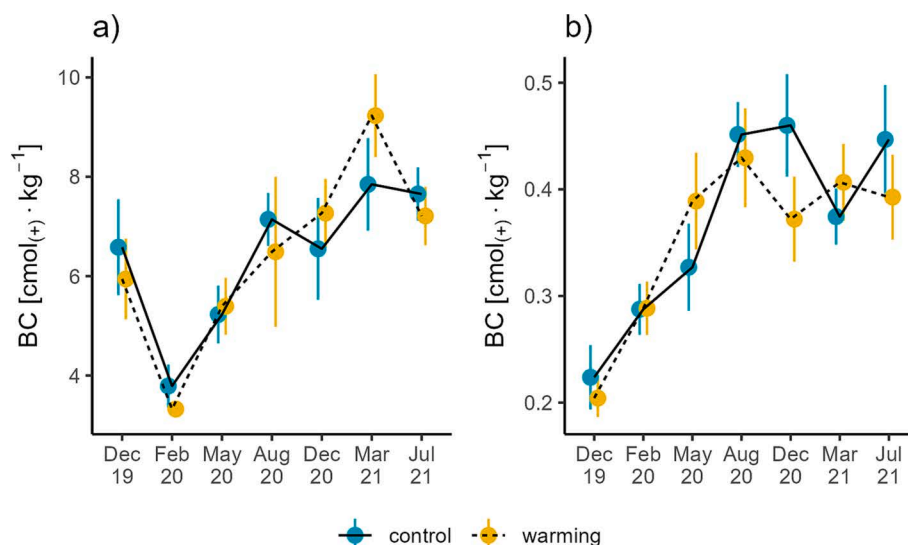 a)
BC [cmol(+) · kg⁻¹]
10
8
6
4
Dec 19
Feb 20
May 20
Aug 20
Dec 20
Mar 21
Jul 21
b)
BC [cmol(+) · kg⁻¹]
0.5
0.4
0.3
0.2
Dec 19
Feb 20
May 20
Aug 20
Dec 20
Mar 21
Jul 21
control
warming